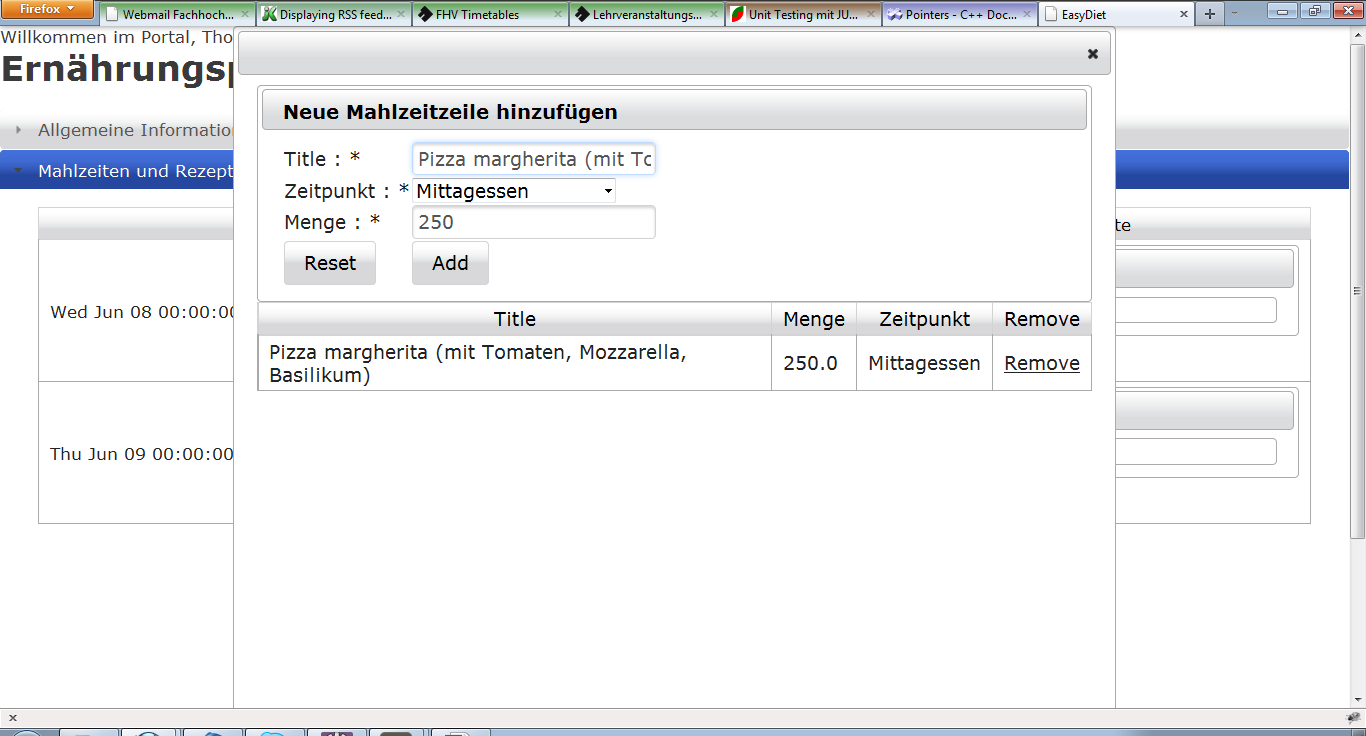 Firefox
Webmail Fachhoch...
Displaying RSS feed...
FHV Timetables
Lehrveranstaltungs...
Unit Testing mit JU...
Pointers - C++ Doc...
EasyDiet
Willkommen im Portal, Tho
Ernährungsp
Allgemeine Informatio
Mahlzeiten und Rezept
Neue Mahlzeitzeile hinzufügen
Title : *
Pizza margherita (mit To
Zeitpunkt : *
Mittagessen
Menge : *
250
Reset
Add
te
Title
Menge
Zeitpunkt
Remove
Pizza margherita (mit Tomaten, Mozzarella,
Basilikum)
250.0
Mittagessen
Remove
Wed Jun 08 00:00:00
Thu Jun 09 00:00:00